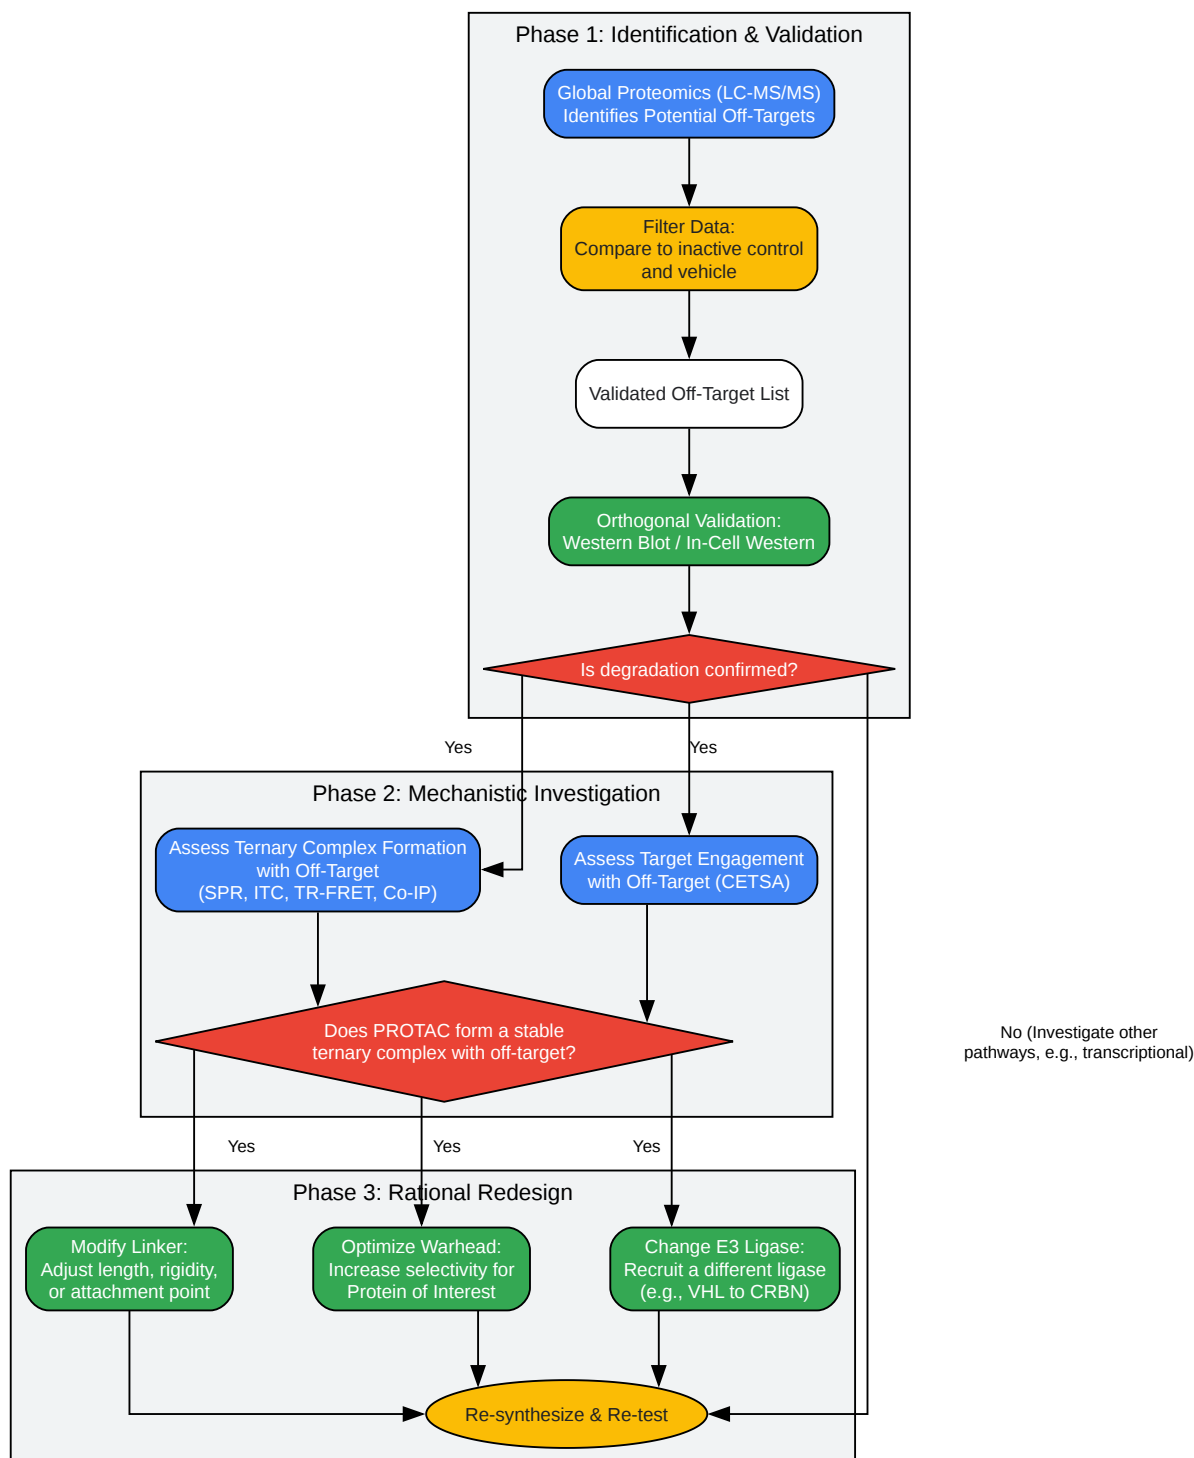 Phase 1: Identification & Validation
Global Proteomics (LC-MS/MS)
Identifies Potential Off-Targets
Filter Data:
Compare to inactive control
and vehicle
Validated Off-Target List
Orthogonal Validation:
Western Blot / In-Cell Western
Is degradation confirmed?
Yes
Yes
Phase 2: Mechanistic Investigation
Assess Ternary Complex Formation
with Off-Target
(SPR, ITC, TR-FRET, Co-IP)
Assess Target Engagement
with Off-Target (CETSA)
Does PROTAC form a stable
ternary complex with off-target?
No (Investigate other
pathways, e.g., transcriptional)
Yes
Yes
Yes
Phase 3: Rational Redesign
Modify Linker:
Adjust length, rigidity,
or attachment point
Optimize Warhead:
Increase selectivity for
Protein of Interest
Change E3 Ligase:
Recruit a different ligase
(e.g., VHL to CRBN)
Re-synthesize & Re-test